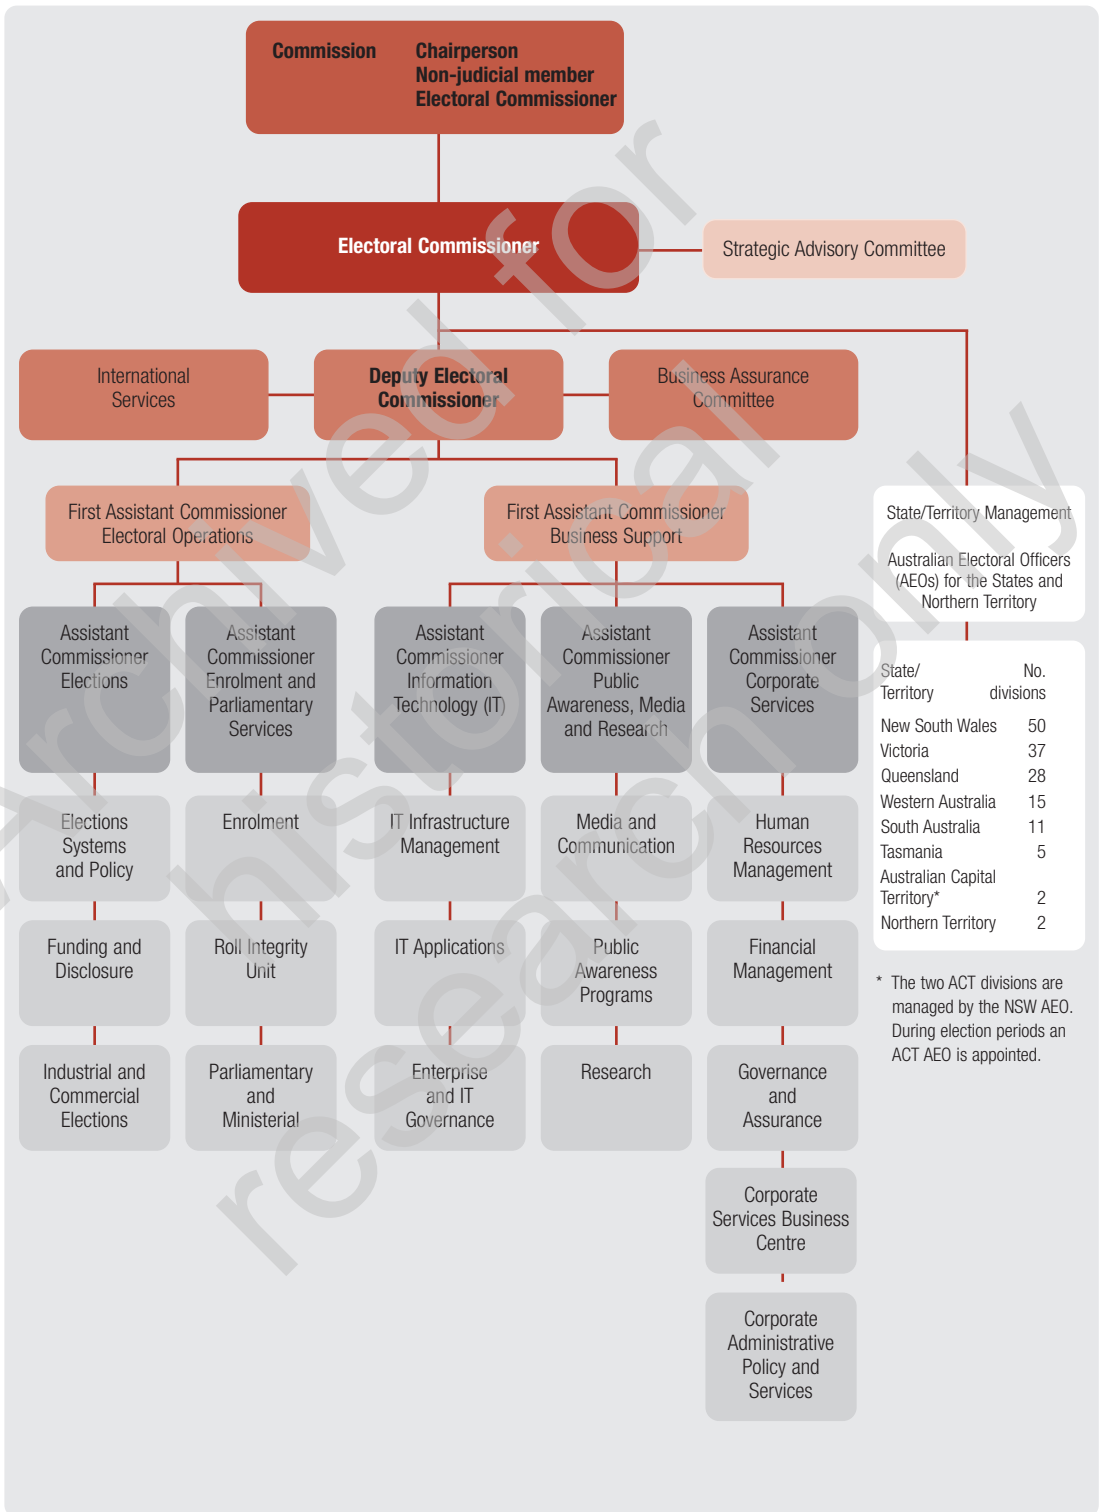 Commission Chairperson
Non-judicial member
Electoral Commissioner
Electoral Commissioner
Strategic Advisory Committee
International
Services
Deputy Electoral
Commissioner
Business Assurance
Committee
First Assistant Commissioner
Electoral Operations
First Assistant Commissioner
Business Support
State/Territory Management
Australian Electoral Officers
(AEOs) for the States and
Northern Territory
Assistant
Commissioner
Elections
Assistant
Commissioner
Enrolment and
Parliamentary
Services
Assistant
Commissioner
Information
Technology (IT)
Assistant
Commissioner
Public
Awareness, Media
and Research
Assistant
Commissioner
Corporate
Services
State/ No.
Territory divisions
New South Wales 50
Victoria 37
Queensland 28
Western Australia 15
South Australia 11
Tasmania 5
Australian Capital
Territory* 2
Northern Territory 2
* The two ACT divisions are
managed by the NSW AEO.
During election periods an
ACT AEO is appointed.
Elections
Systems
and Policy
Enrolment
IT Infrastructure
Management
Media and
Communication
Human
Resources
Management
Funding and
Disclosure
Roll Integrity
Unit
IT Applications
Public
Awareness
Programs
Financial
Management
Industrial and
Commercial
Elections
Parliamentary
and
Ministerial
Enterprise
and IT
Governance
Research
Governance
and
Assurance
Corporate
Services Business
Centre
Corporate
Administrative
Policy and
Services
Archived for
historical
research only